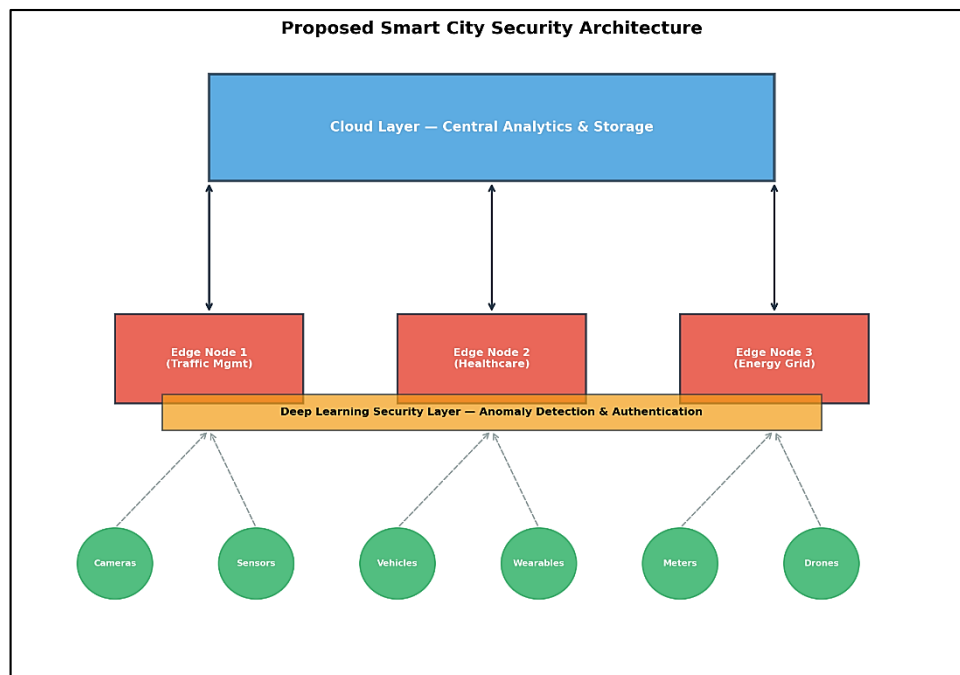 Proposed Smart City Security Architecture
Cloud Layer — Central Analytics & Storage
Edge Node 1
(Traffic Mgmt)
Edge Node 2
(Healthcare)
Edge Node 3
(Energy Grid)
Deep Learning Security Layer — Anomaly Detection & Authentication
Cameras
Sensors
Vehicles
Wearables
Meters
Drones